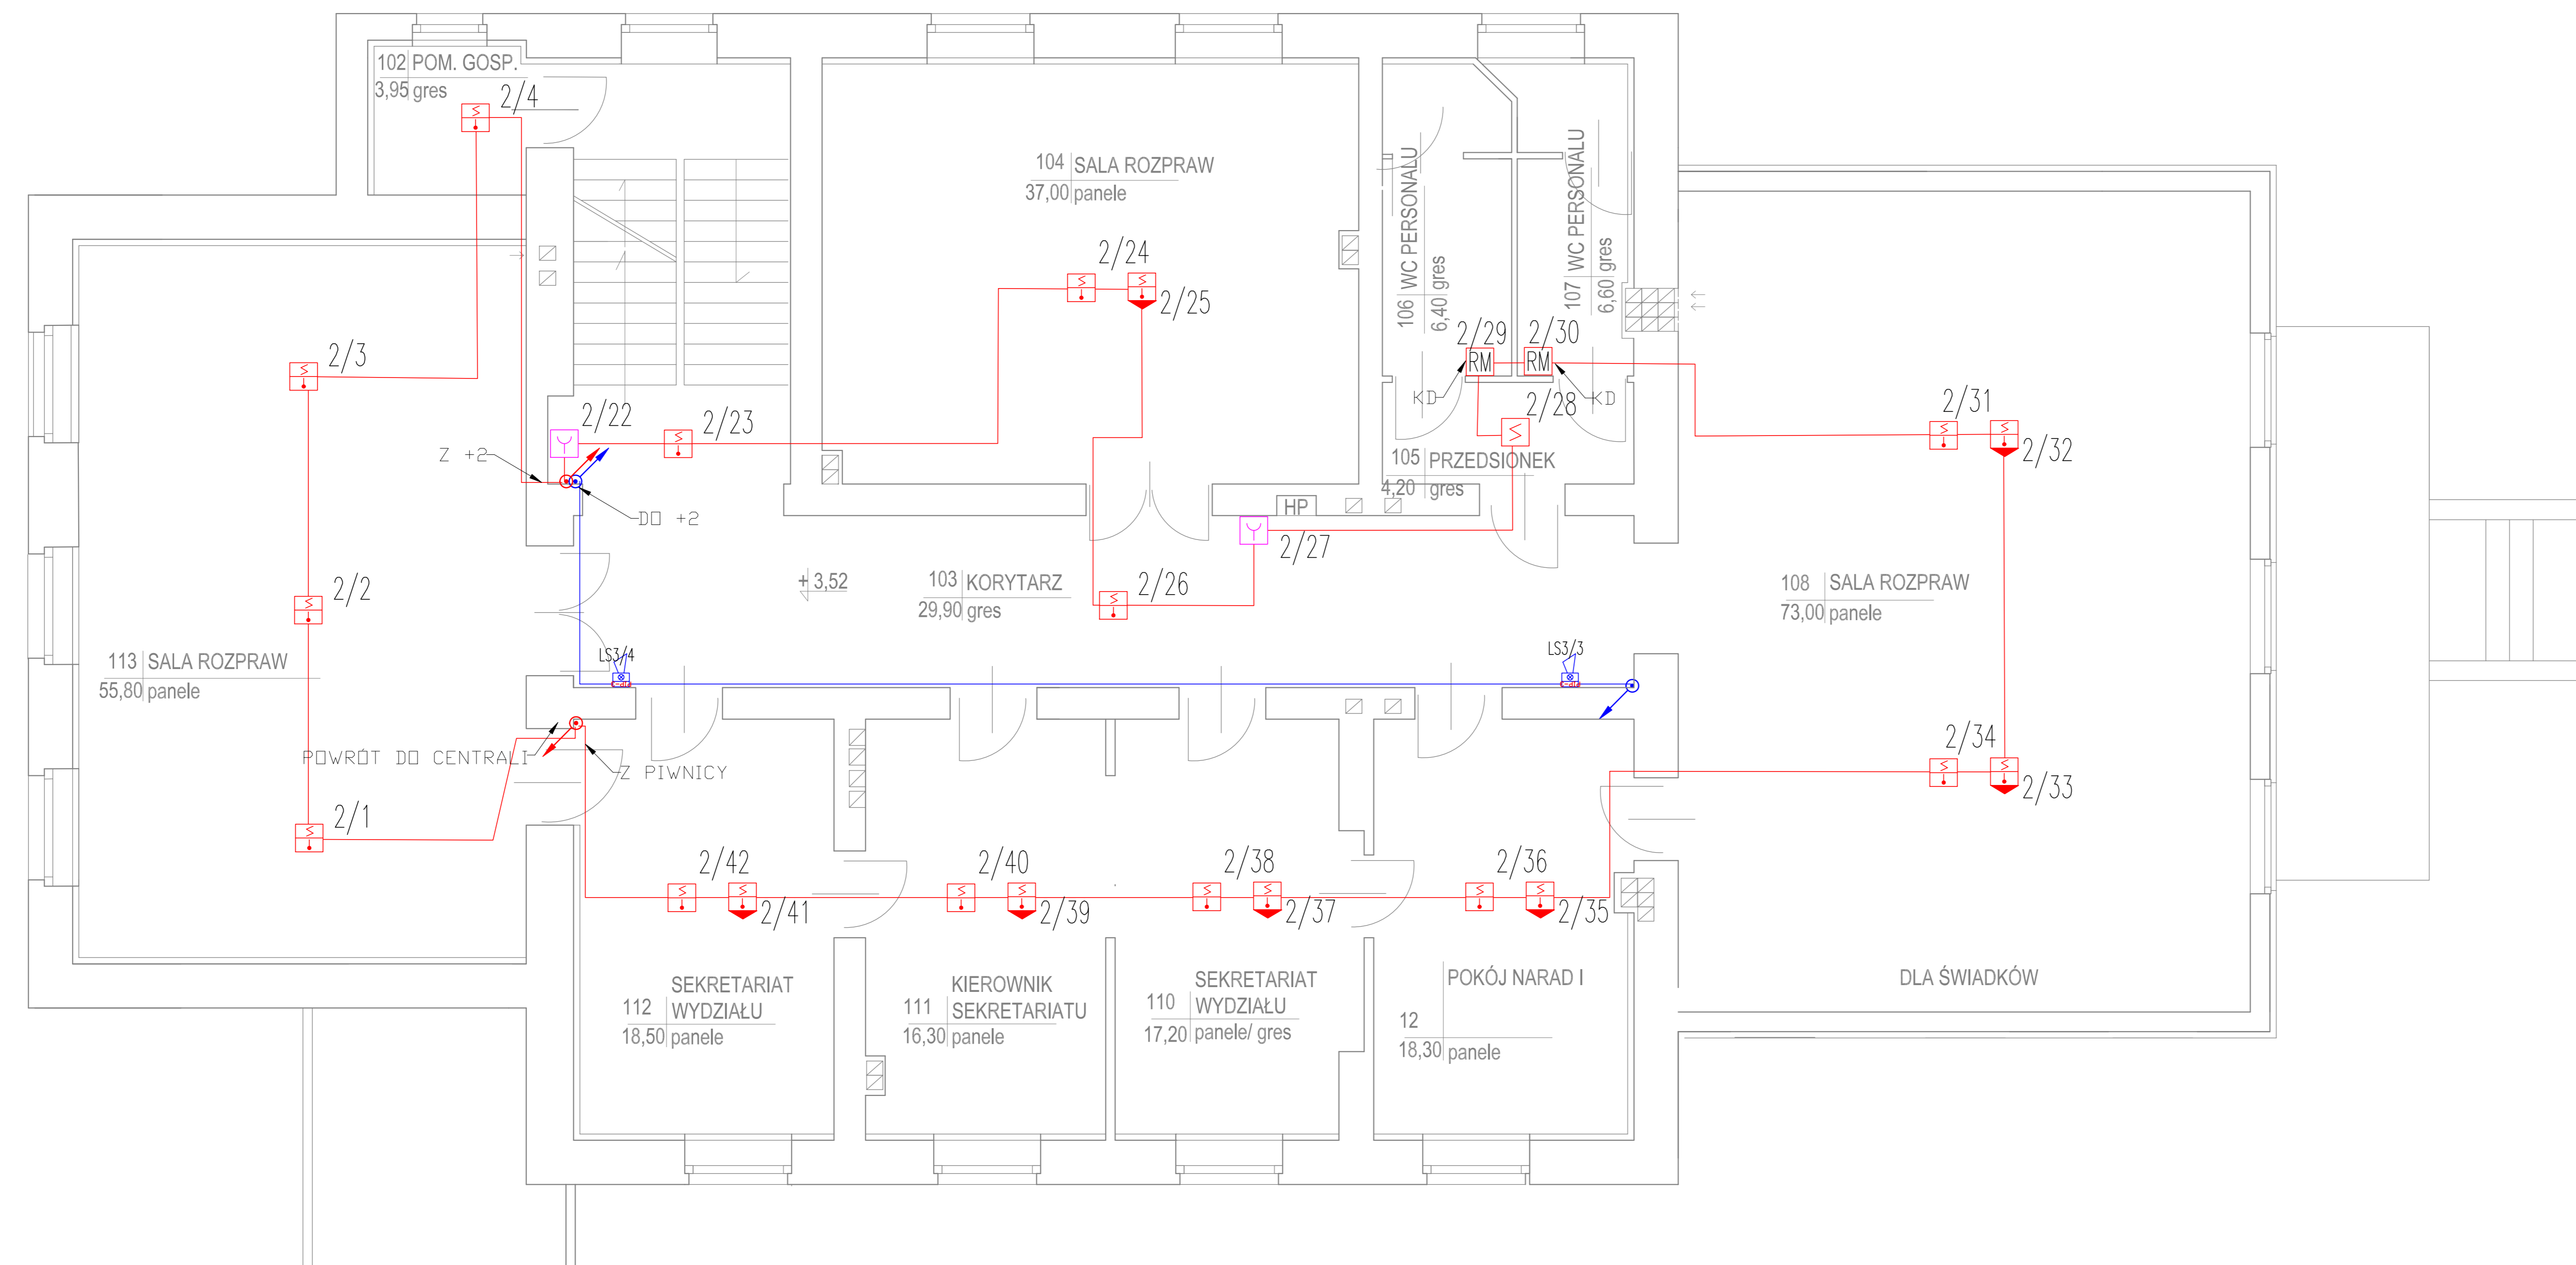 102 POM. GOSP.
3,95 gres
2/4
104 SALA ROZPRAW
37,00 panele
106 WC PERSONALU
6,40 gres
107 WC PERSONALU
6,60 gres
2/24
2/25
2/3
2/29
2/30
RM
RM
KD
KD
2/28
2/22
2/23
2/31
2/32
Z +2
DO +2
105 PRZEDSIONEK
4,20 gres
HP
2/27
2/2
+ 3,52
103 KORYTARZ
29,90 gres
2/26
108 SALA ROZPRAW
73,00 panele
113 SALA ROZPRAW
55,80 panele
LS3/4
LS3/3
POWRÓT DO CENTRALI
Z PIWNICY
2/34
2/33
2/1
2/42
2/41
2/40
2/39
2/38
2/37
2/36
2/35
SEKRETARIAT
112 WYDZIAŁU
18,50 panele
KIEROWNIK
111 SEKRETARIATU
16,30 panele
SEKRETARIAT
110 WYDZIAŁU
17,20 panele/ gres
POKÓJ NARAD I
12
18,30 panele
DLA ŚWIADKÓW